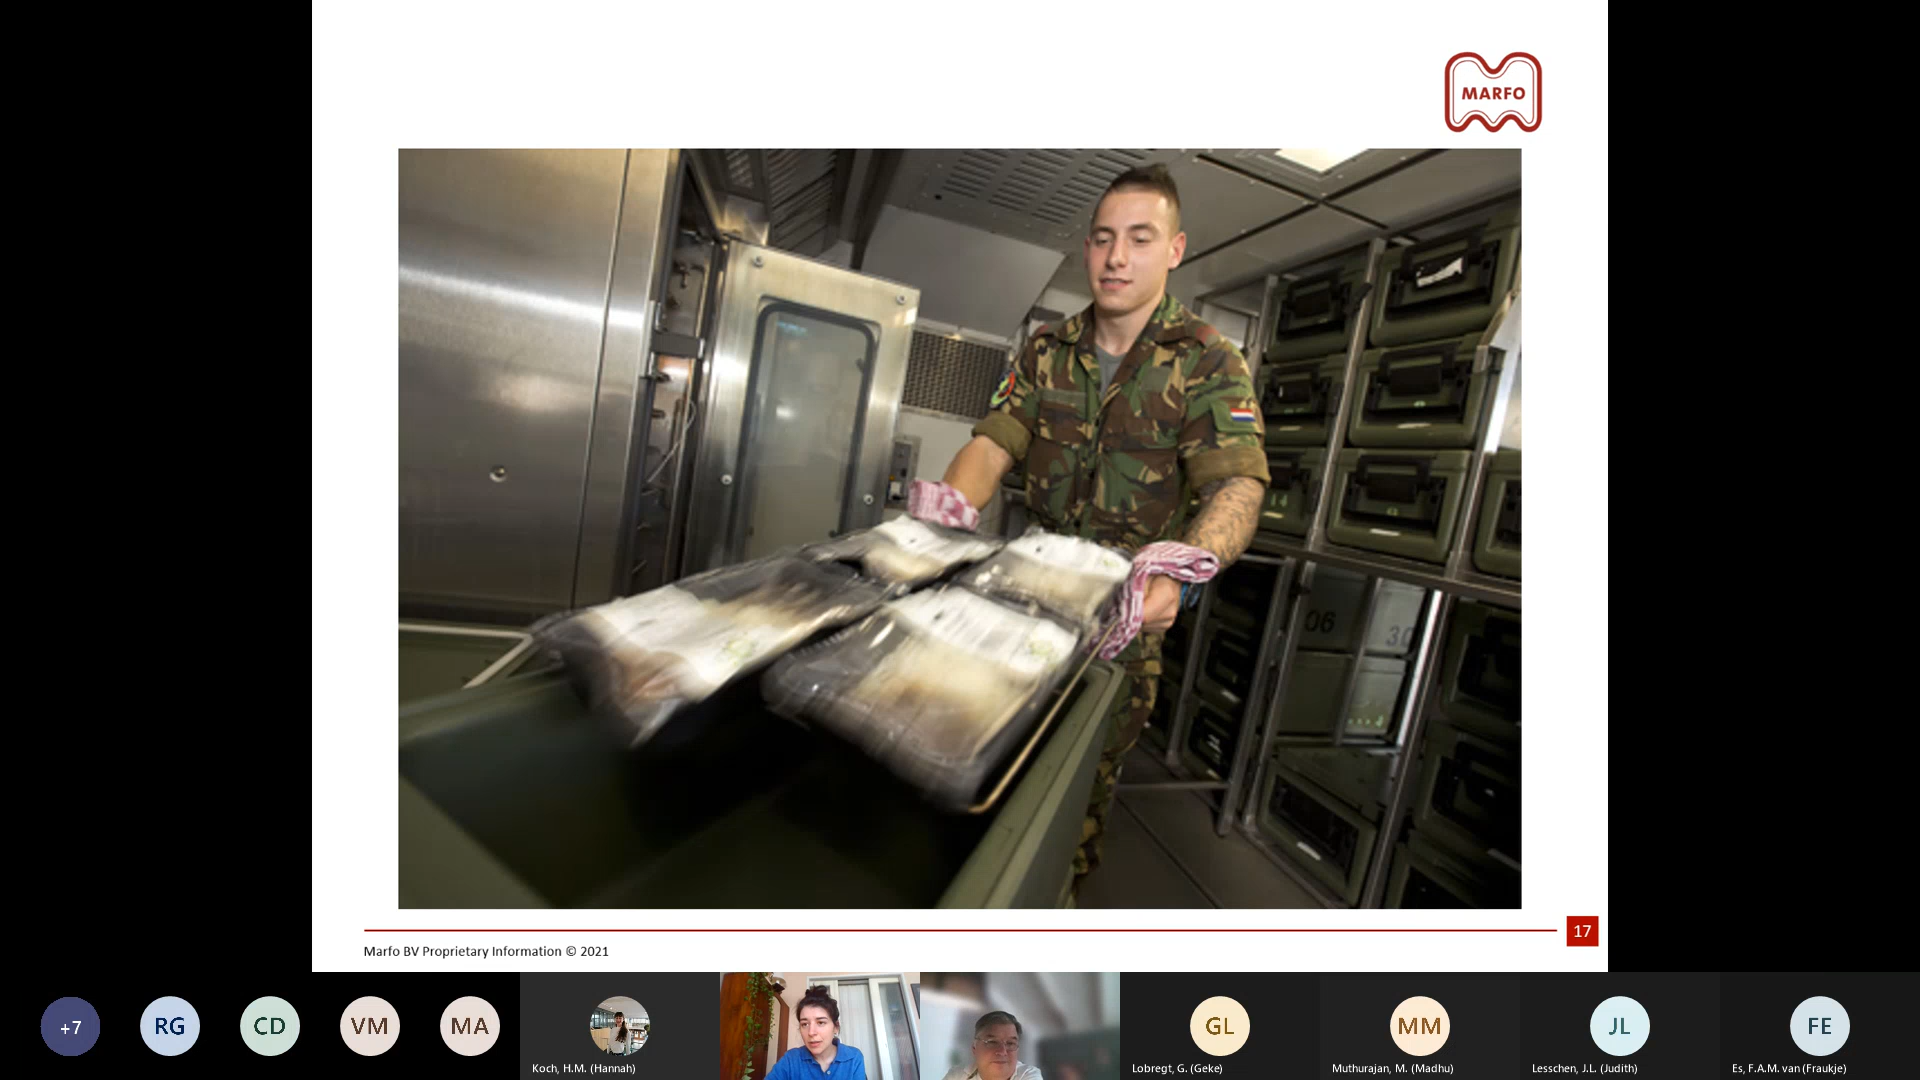 MARFO
06
30
17
Marfo BV Proprietary Information © 2021
+7
RG
CD
VM
MA
GL
MM
JL
FE
Koch, H.M. (Hannah)
Lobregt, G. (Geke)
Muthurajan, M. (Madhu)
Lesschen, J.L. (Judith)
Es, F.A.M. van (Fraukje)